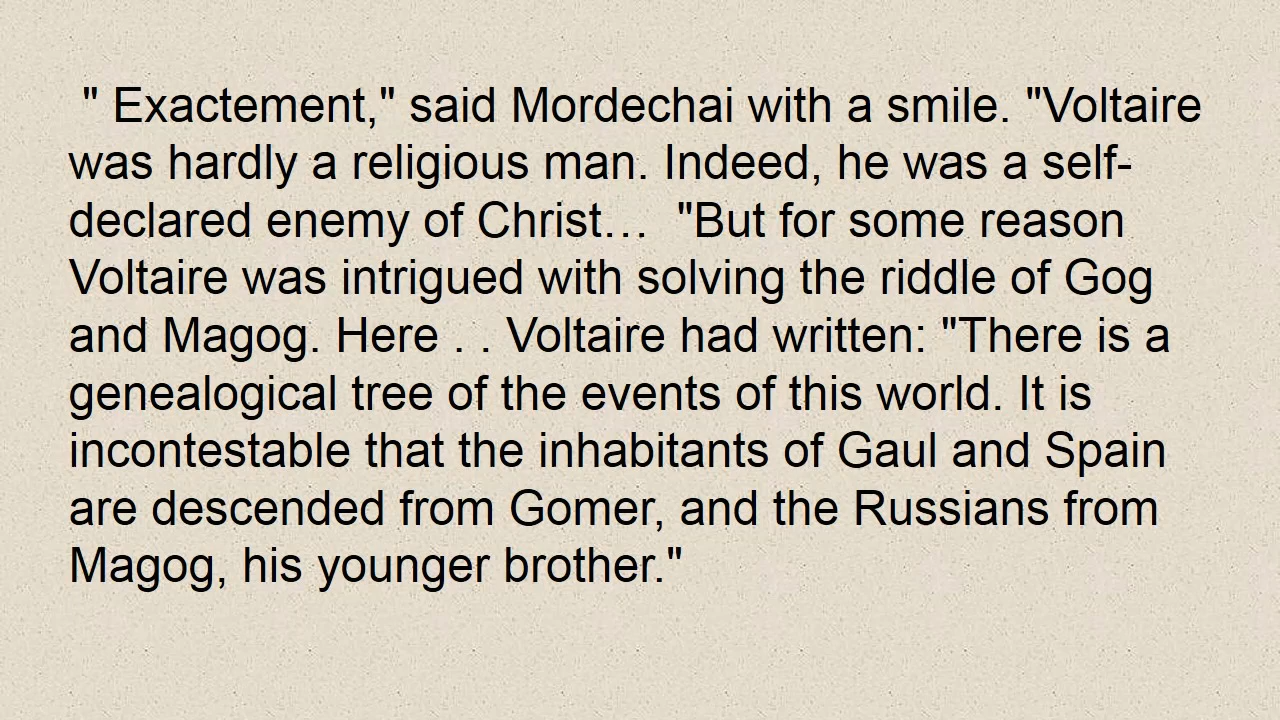 " Exactement," said Mordechai with a smile. "Voltaire
was hardly a religious man. Indeed, he was a self-
declared enemy of Christ…  "But for some reason
Voltaire was intrigued with solving the riddle of Gog
and Magog. Here . . Voltaire had written: "There is a
genealogical tree of the events of this world. It is
incontestable that the inhabitants of Gaul and Spain
are descended from Gomer, and the Russians from
Magog, his younger brother."